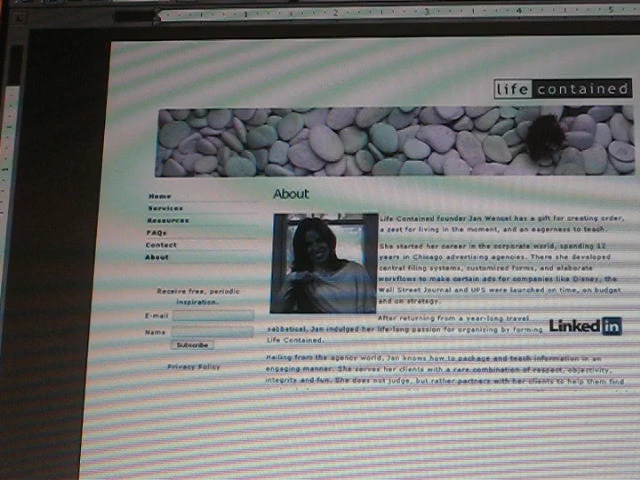 life contained
Home
Services
Resources
FAQs
Contact
About
Receive free, periodic
inspiration.
E-mail
Name
Subscribe
Privacy Policy
About
Life Contained founder Jan Wencel has a gift for creating order,
a zest for living in the moment, and an eagerness to teach.
She started her career in the corporate world, spending 12
years in Chicago advertising agencies. There she developed
central filing systems, customized forms, and elaborate
workflows to make certain ads for companies like Disney, the
Wall Street Journal and UPS were launched on time, on budget
and on strategy.
After returning from a year-long travel
sabbatical, Jan indulged her life-long passion for organizing by forming
Life Contained.
Linked in
Hailing from the agency world, Jan knows how to package and teach information in an
engaging manner. She serves her clients with a rare combination of respect, objectivity,
integrity and fun. She does not judge, but rather partners with her clients to help them find